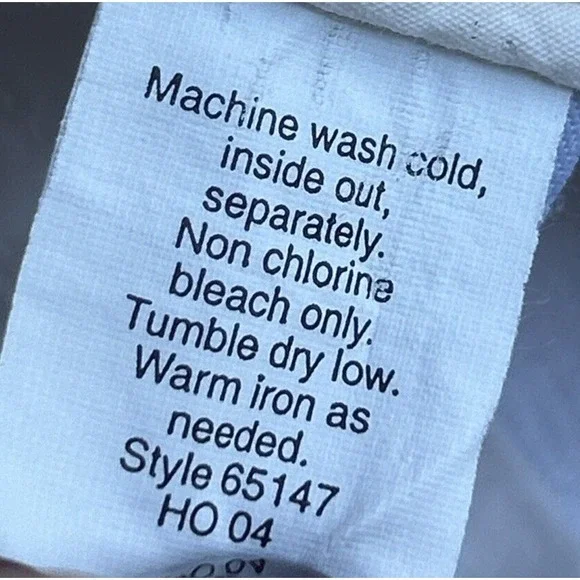 Machine wash cold,
inside out,
separately.
Non chlorine
bleach only.
Tumble dry low.
Warm iron as
needed.
Style 65147
HO 04